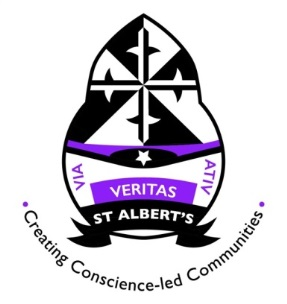 VIA
VERITAS
VITA
ST ALBERT'S
• Creating Conscience-led Communities •